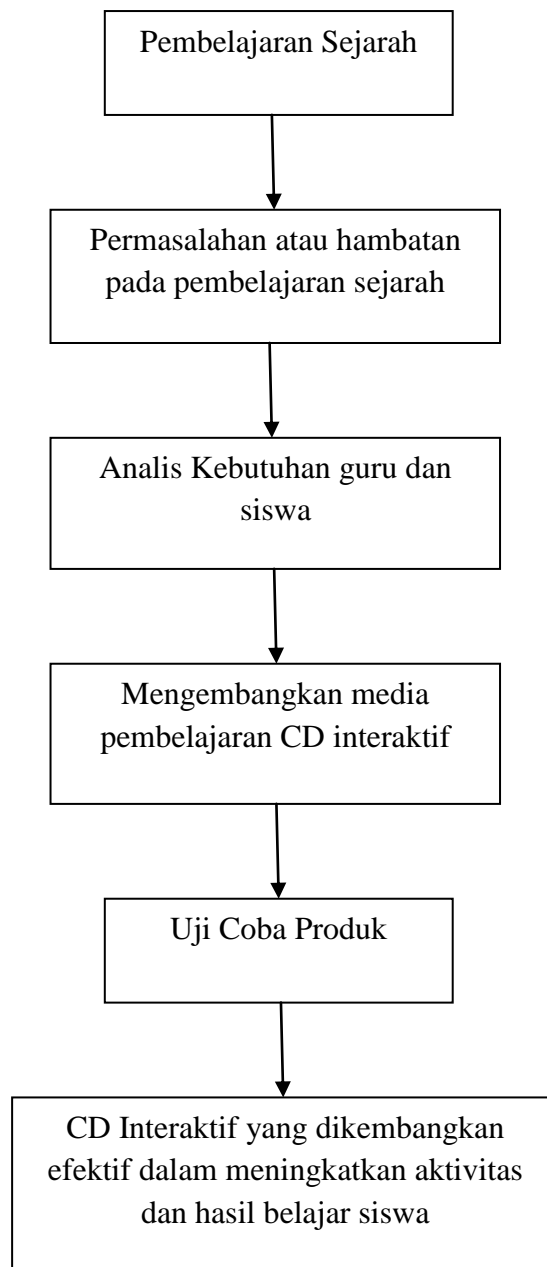 Pembelajaran Sejarah
Permasalahan atau hambatan
pada pembelajaran sejarah
Analis Kebutuhan guru dan
siswa
Mengembangkan media
pembelajaran CD interaktif
Uji Coba Produk
CD Interaktif yang dikembangkan
efektif dalam meningkatkan aktivitas
dan hasil belajar siswa